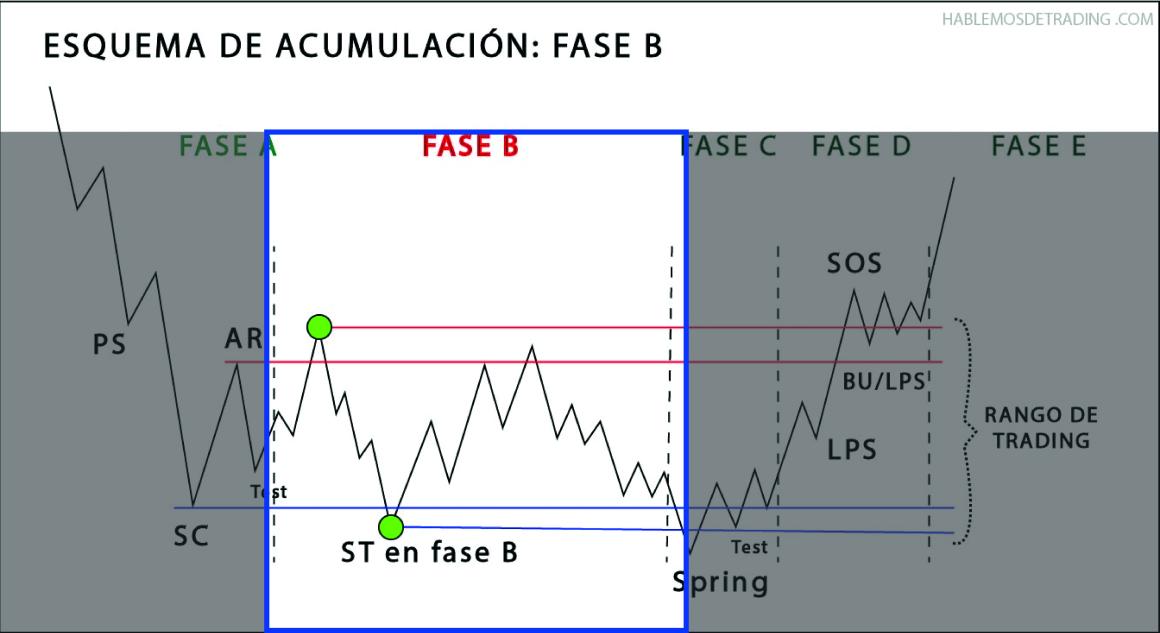 HABLEMOSDETRADING .COM
ESQUEMA DE ACUMULACIÓN: FASE B
FASE A
FASE B
FASE C
FASE D
FASE E
SOS
PS
AR
BU/LPS
RANGO DE
TRADING
LPS
Test
SC
ST en fase B
Test
Spring